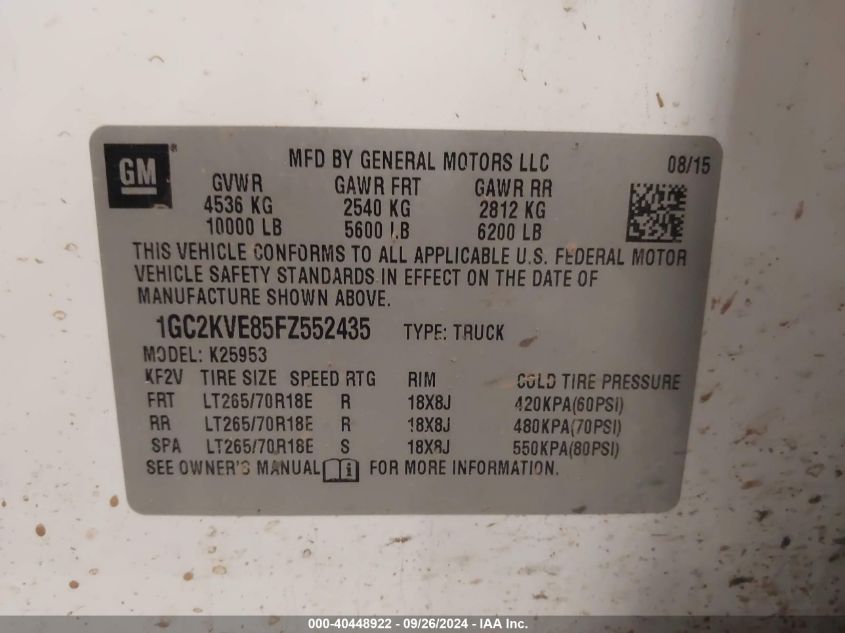 GM®
MFD BY GENERAL MOTORS LLC 08/15
GVWR GAWR FRT GAWR RR
4536 KG 2540 KG 2812 KG
10000 LB 5600 LB 6200 LB
THIS VEHICLE CONFORMS TO ALL APPLICABLE U.S. FEDERAL MOTOR
VEHICLE SAFETY STANDARDS IN EFFECT ON THE DATE OF
MANUFACTURE SHOWN ABOVE.
1GC2KVE85FZ552435 TYPE: TRUCK
MODEL: K25953
KF2V TIRE SIZE SPEED RTG RIM COLD TIRE PRESSURE
FRT LT265/70R18E R 18X8J 420KPA(60PSI)
RR LT265/70R18E R 18X8J 480KPA(70PSI)
SPA LT265/70R18E S 18X8J 550KPA(80PSI)
SEE OWNER'S MANUAL FOR MORE INFORMATION.
000-40448922 - 09/26/2024 - IAA Inc.